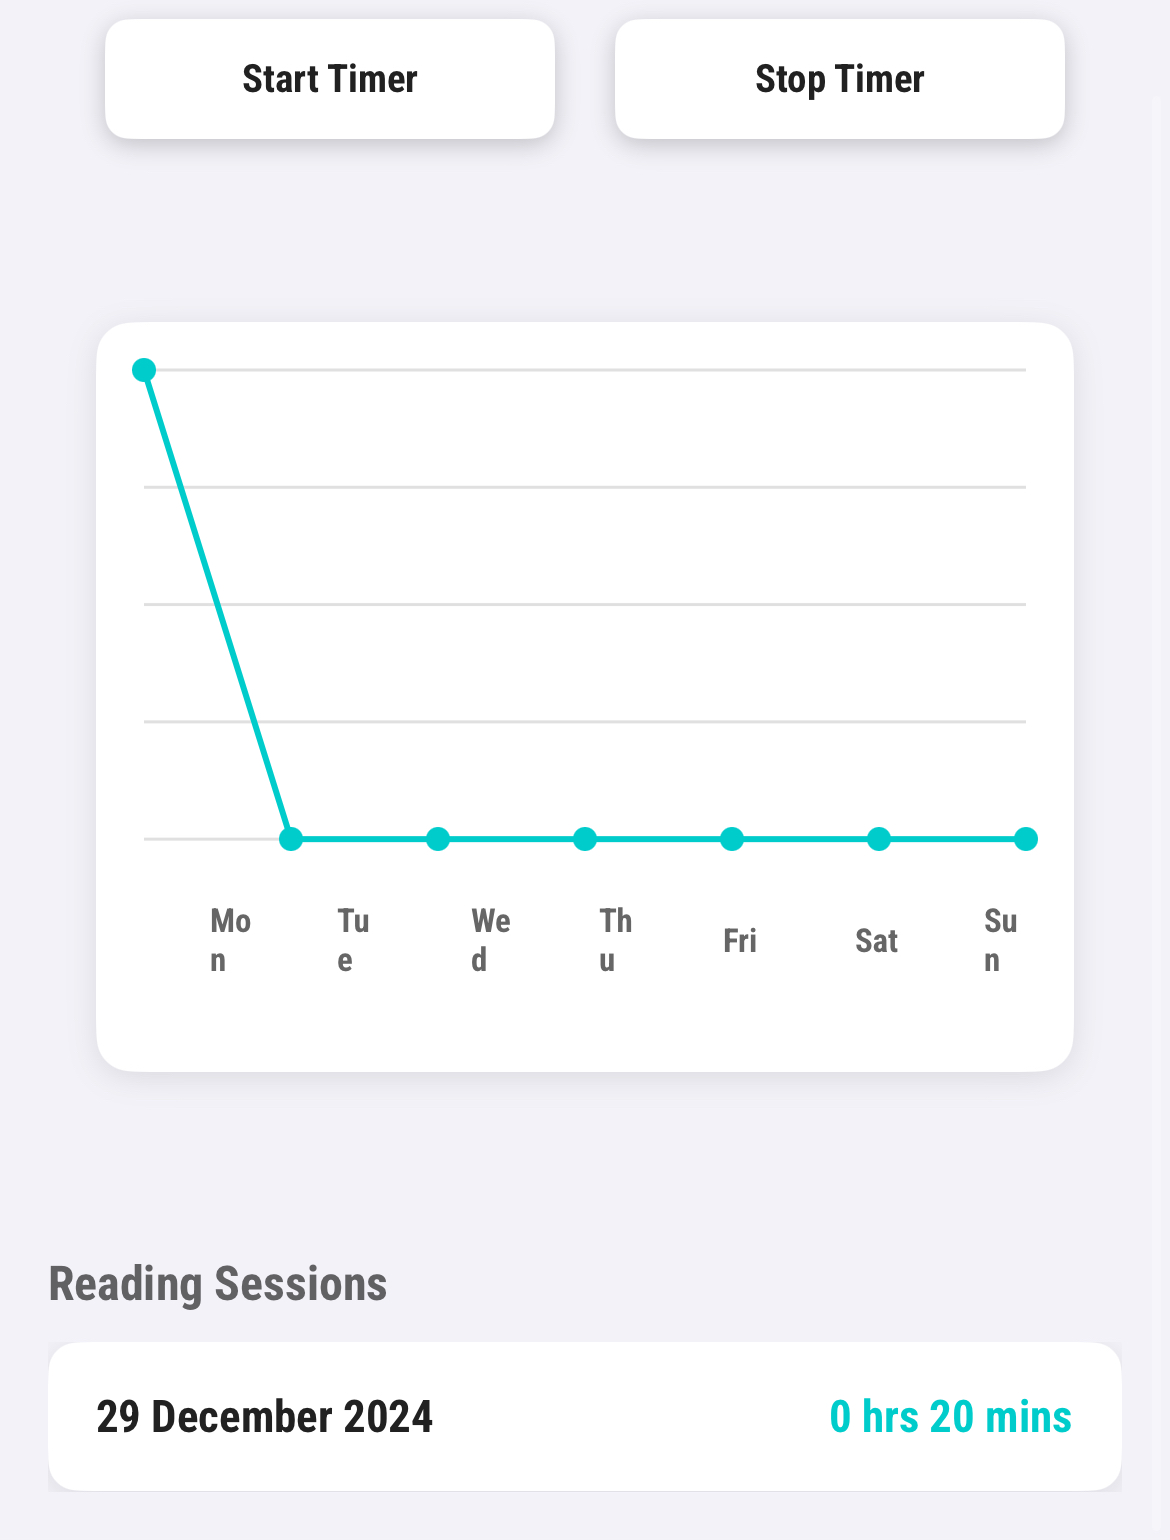 Start Timer
Stop Timer
Mo
n
Tu
e
We
d
Th
u
Fri
Sat
Su
n
Reading Sessions
29 December 2024
0 hrs 20 mins